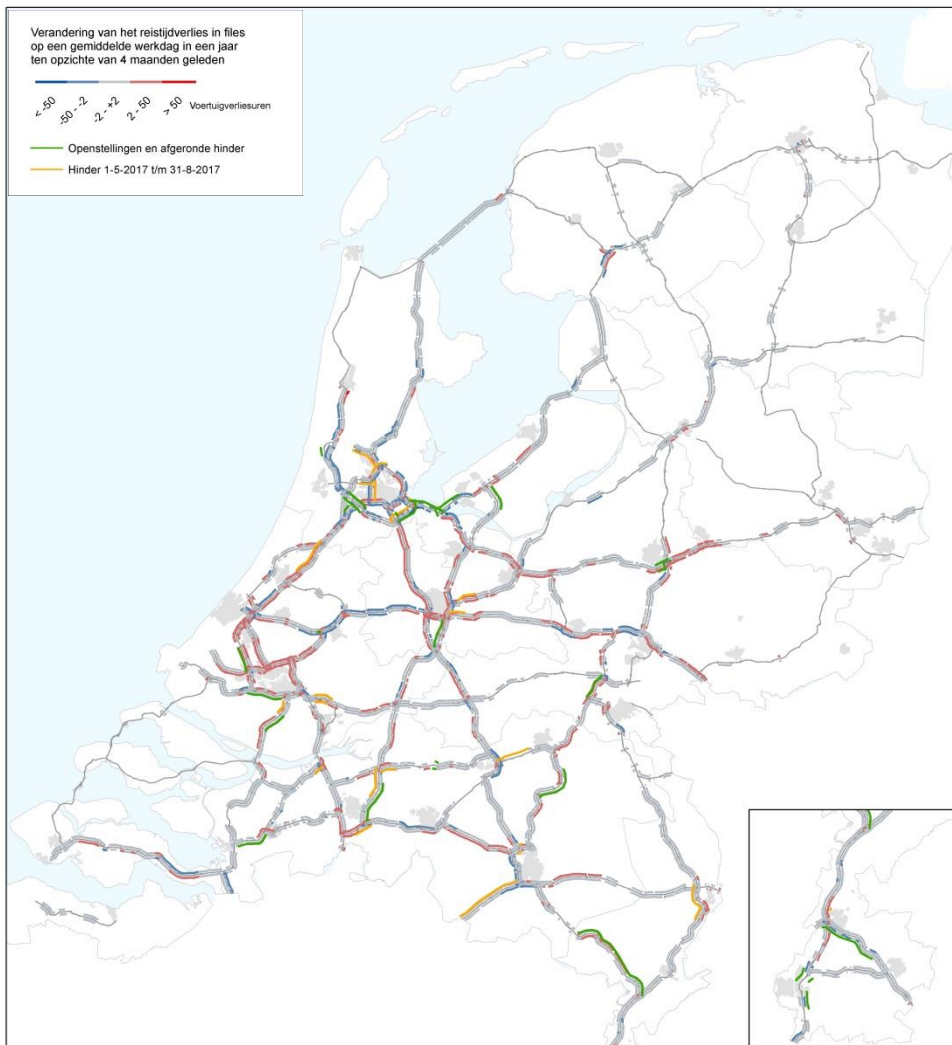 Verandering van het reistijdverlies in files
op een gemiddelde werkdag in een jaar
ten opzichte van 4 maanden geleden
< -50
-50 - -2
-2 - +2
2 - 50
> 50
Voertuigverliesuren
Openstellingen en afgeronde hinder
Hinder 1-5-2017 t/m 31-8-2017